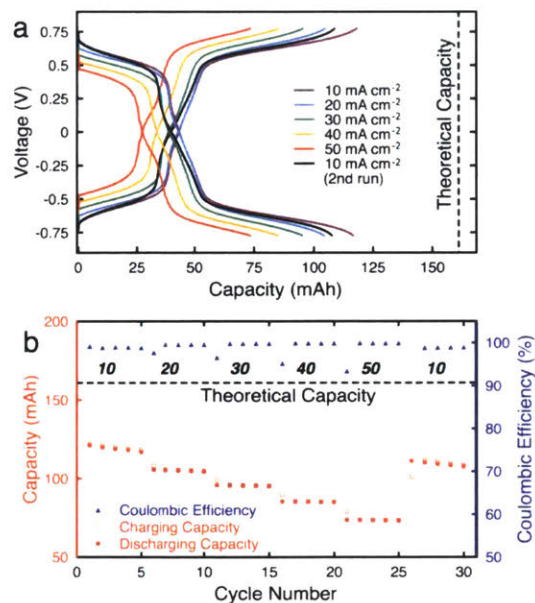 a
0.75
0.5
0.25
0
-0.25
-0.5
-0.75
Voltage (V)
10 mA cm⁻²
20 mA cm⁻²
30 mA cm⁻²
40 mA cm⁻²
50 mA cm⁻²
10 mA cm⁻²
(2nd run)
Theoretical Capacity
0 25 50 75 100 125 150
Capacity (mAh)
b
200
150
100
50
Capacity (mAh)
10 20 30 40 50 10
Theoretical Capacity
Coulombic Efficiency
Charging Capacity
Discharging Capacity
100
90
80
70
60
50
Coulombic Efficiency (%)
0 5 10 15 20 25 30
Cycle Number